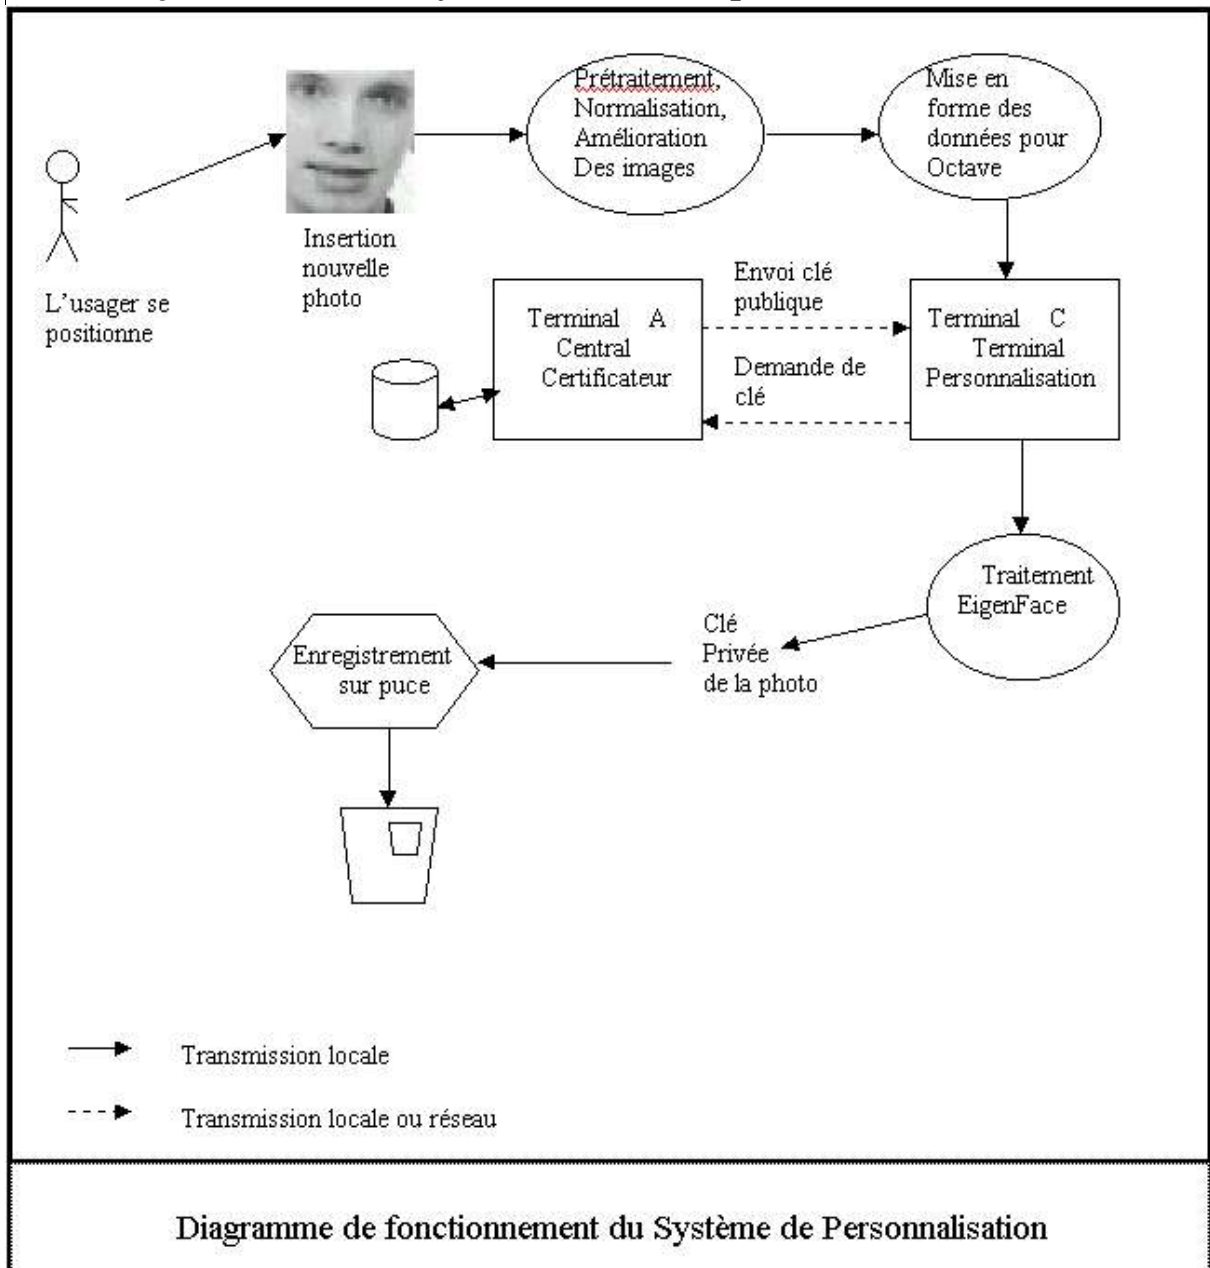 Prétraitement,
Normalisation,
Amélioration
Des images
Mise en
forme des
données pour
Octave
Insertion
nouvelle
photo
L'usager se
positionne
Envoi clé
publique
Terminal A
Central
Certificateur
Demande de
clé
Terminal C
Terminal
Personnalisation
Traitement
EigenFace
Clé
Privée
de la photo
Enregistrement
sur puce
Transmission locale
Transmission locale ou réseau
Diagramme de fonctionnement du Système de Personnalisation